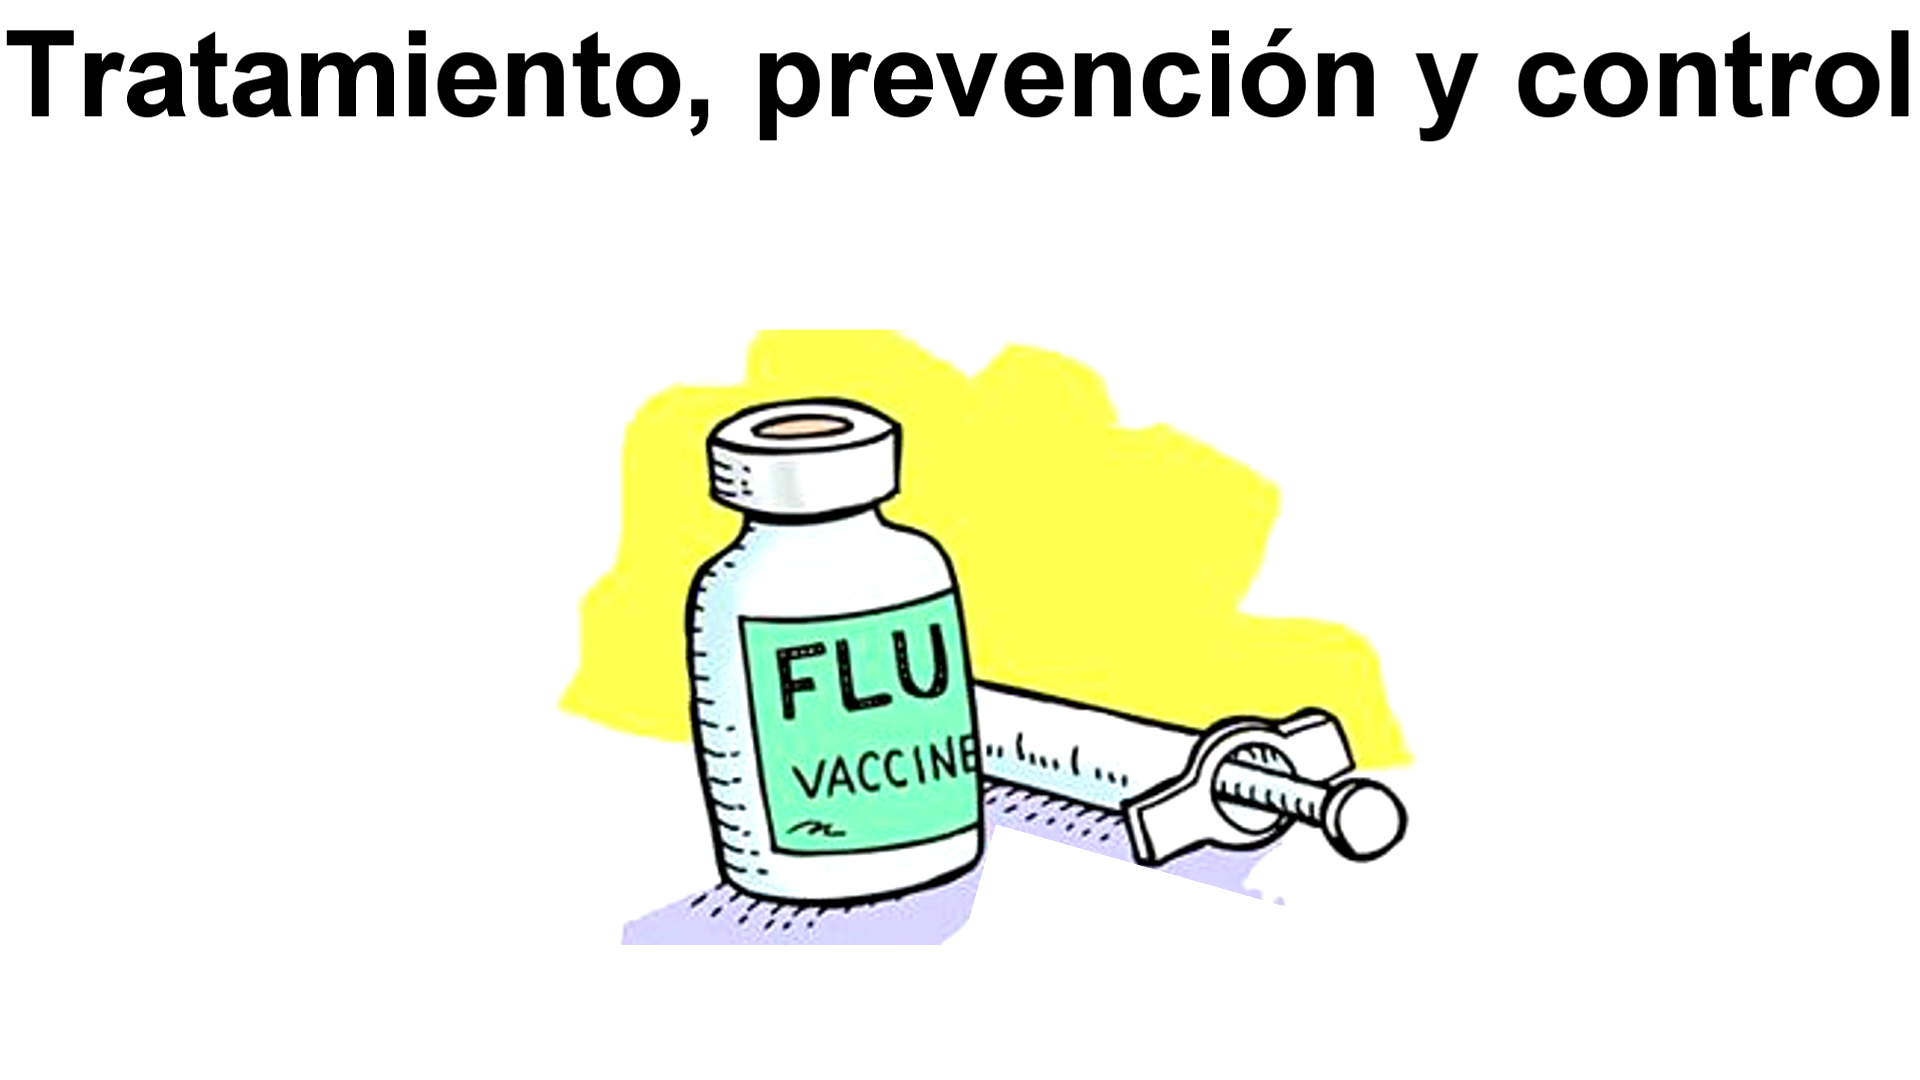 Tratamiento, prevención y control
FLU
VACCINE